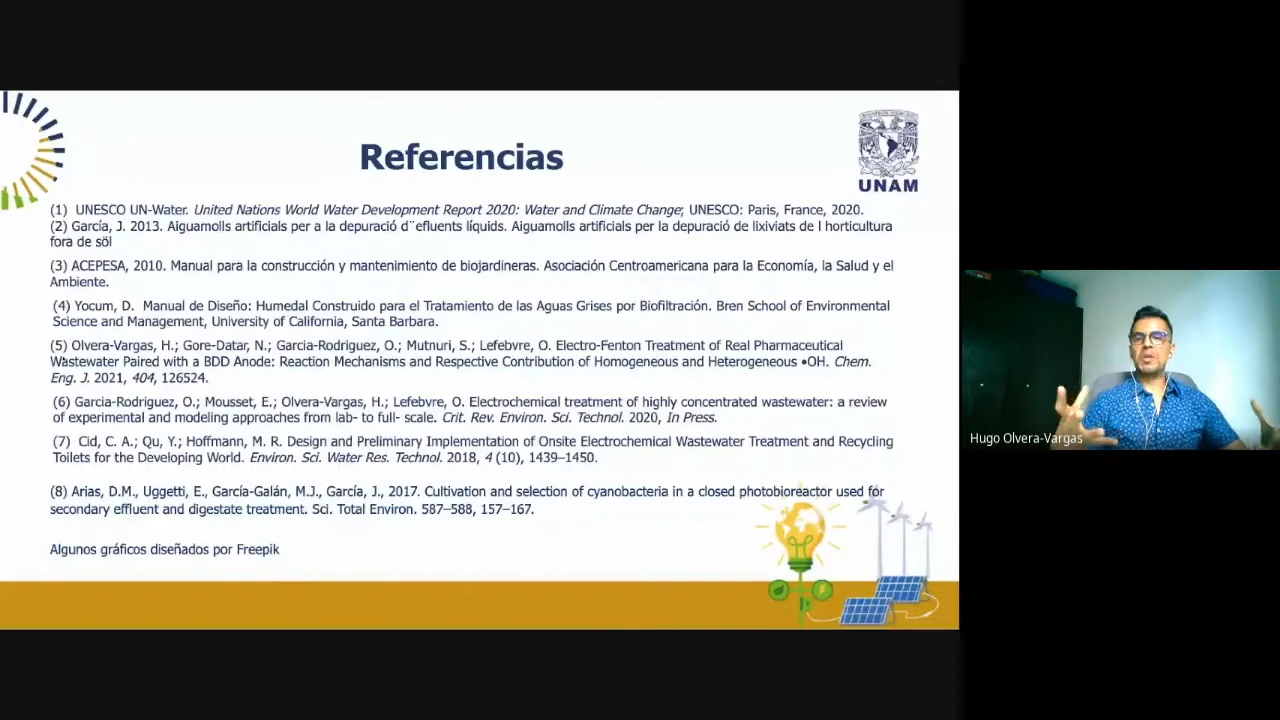 Referencias
UNAM
(1) UNESCO UN-Water. United Nations World Water Development Report 2020: Water and Climate Change; UNESCO: Paris, France, 2020.
(2) García, J. 2013. Aiguamolls artificials per a la depuració d¨efluents líquids. Aiguamolls artificials per la depuració de lixiviats de l horticultura
fora de söl
(3) ACEPESA, 2010. Manual para la construcción y mantenimiento de biojardineras. Asociación Centroamericana para la Economía, la Salud y el
Ambiente.
(4) Yocum, D. Manual de Diseño: Humedal Construido para el Tratamiento de las Aguas Grises por Biofiltración. Bren School of Environmental
Science and Management, University of California, Santa Barbara.
(5) Olvera-Vargas, H.; Gore-Datar, N.; Garcia-Rodriguez, O.; Mutnuri, S.; Lefebvre, O. Electro-Fenton Treatment of Real Pharmaceutical
Wastewater Paired with a BDD Anode: Reaction Mechanisms and Respective Contribution of Homogeneous and Heterogeneous •OH. Chem.
Eng. J. 2021, 404, 126524.
(6) Garcia-Rodriguez, O.; Mousset, E.; Olvera-Vargas, H.; Lefebvre, O. Electrochemical treatment of highly concentrated wastewater: a review
of experimental and modeling approaches from lab- to full- scale. Crit. Rev. Environ. Sci. Technol. 2020, In Press.
(7) Cid, C. A.; Qu, Y.; Hoffmann, M. R. Design and Preliminary Implementation of Onsite Electrochemical Wastewater Treatment and Recycling
Toilets for the Developing World. Environ. Sci. Water Res. Technol. 2018, 4 (10), 1439–1450.
(8) Arias, D.M., Uggetti, E., García-Galán, M.J., García, J., 2017. Cultivation and selection of cyanobacteria in a closed photobioreactor used for
secondary effluent and digestate treatment. Sci. Total Environ. 587–588, 157–167.
Algunos gráficos diseñados por Freepik
Hugo Olvera-Vargas